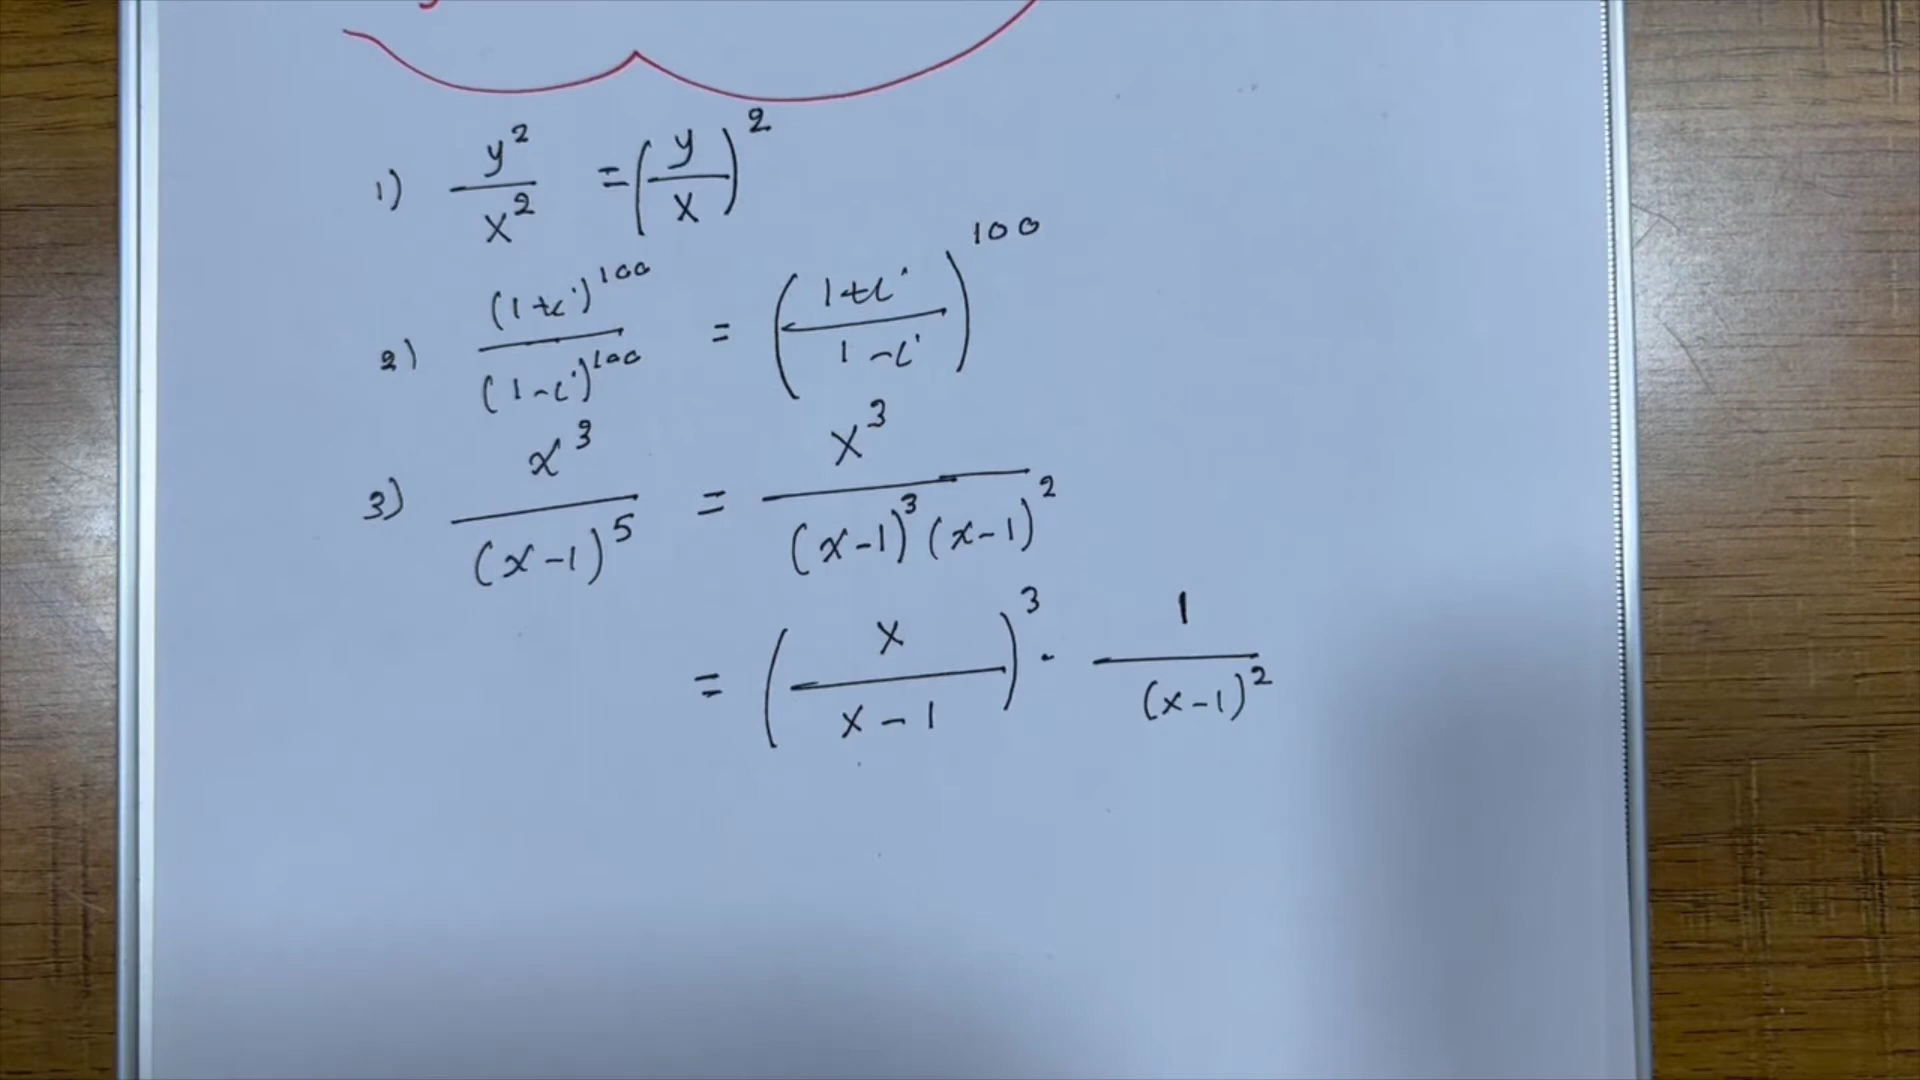 1) y²/x² = (y/x)²
2) (1+i)¹⁰⁰/(1-i)¹⁰⁰ = ((1+i)/(1-i))¹⁰⁰
3) x³/(x-1)⁵ = x³/((x-1)³(x-1)²)
= (x/(x-1))³ · 1/(x-1)²